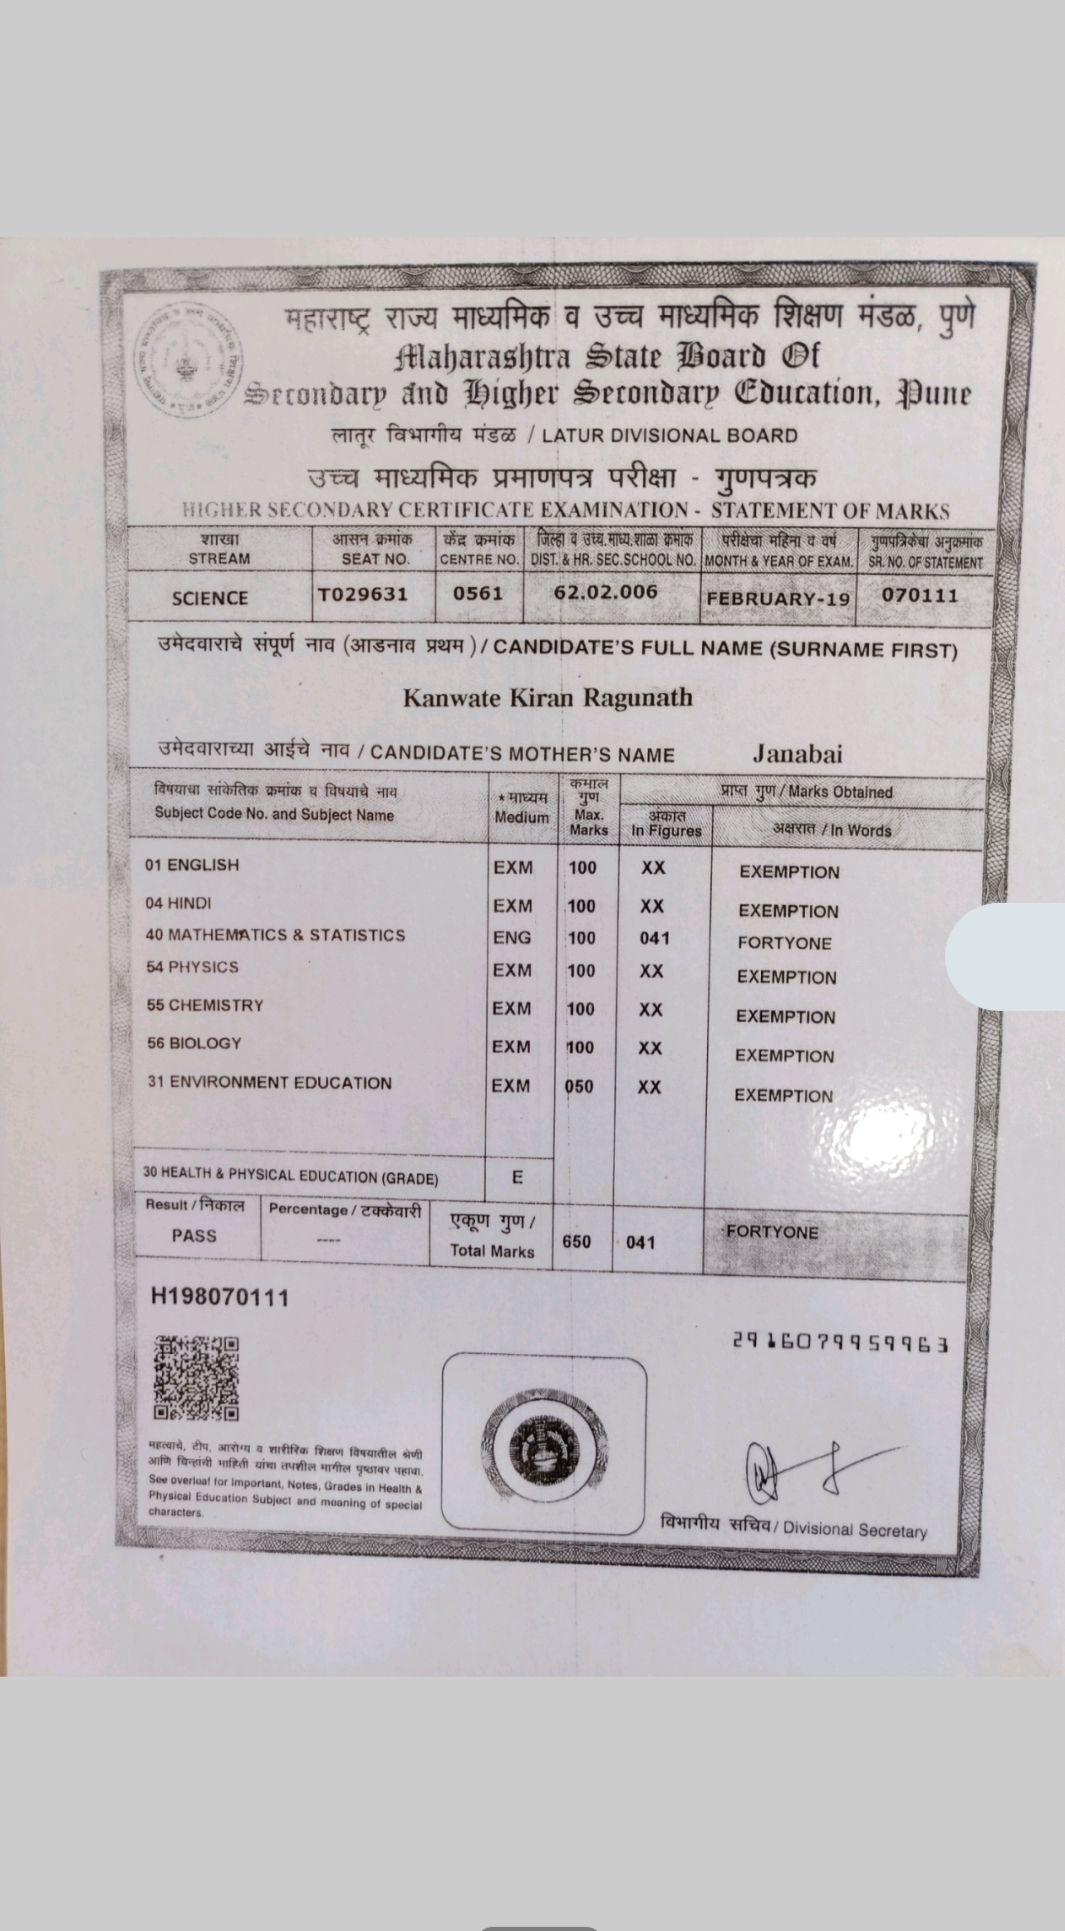 महाराष्ट्र राज्य माध्यमिक व उच्च माध्यमिक शिक्षण मंडळ, पुणे
Maharashtra State Board Of
Secondary And Higher Secondary Education, Pune
लातूर विभागीय मंडळ / LATUR DIVISIONAL BOARD
उच्च माध्यमिक प्रमाणपत्र परीक्षा - गुणपत्रक
HIGHER SECONDARY CERTIFICATE EXAMINATION - STATEMENT OF MARKS
शाखा आसन क्रमांक केंद्र क्रमांक जिल्हा व उच्च.माध्य.शाळा क्रमांक परीक्षेचा महिना व वर्ष गुणपत्रिकेचा अनुक्रमांक
STREAM SEAT NO. CENTRE NO. DIST. & HR. SEC.SCHOOL NO. MONTH & YEAR OF EXAM. SR. NO. OF STATEMENT
SCIENCE T029631 0561 62.02.006 FEBRUARY-19 070111
उमेदवाराचे संपूर्ण नाव (आडनाव प्रथम ) / CANDIDATE'S FULL NAME (SURNAME FIRST)
Kanwate Kiran Ragunath
उमेदवाराच्या आईचे नाव / CANDIDATE'S MOTHER'S NAME Janabai
विषयाचा सांकेतिक क्रमांक व विषयाचे नाव
Subject Code No. and Subject Name
* माध्यम
Medium
कमाल
गुण
Max.
Marks
प्राप्त गुण / Marks Obtained
अंकात
In Figures
अक्षरात / In Words
01 ENGLISH EXM 100 XX EXEMPTION
04 HINDI EXM 100 XX EXEMPTION
40 MATHEMATICS & STATISTICS ENG 100 041 FORTYONE
54 PHYSICS EXM 100 XX EXEMPTION
55 CHEMISTRY EXM 100 XX EXEMPTION
56 BIOLOGY EXM 100 XX EXEMPTION
31 ENVIRONMENT EDUCATION EXM 050 XX EXEMPTION
30 HEALTH & PHYSICAL EDUCATION (GRADE) E
Result / निकाल Percentage / टक्केवारी एकूण गुण /
PASS ---- Total Marks 650 041 FORTYONE
H198070111
2916079959963
महत्वाचे, टीप, आरोग्य व शारीरिक शिक्षण विषयातील श्रेणी
आणि चिन्हांची माहिती यांचा तपशील मागील पृष्ठावर पहावा.
See overleaf for Important, Notes, Grades in Health &
Physical Education Subject and meaning of special
characters.
विभागीय सचिव / Divisional Secretary